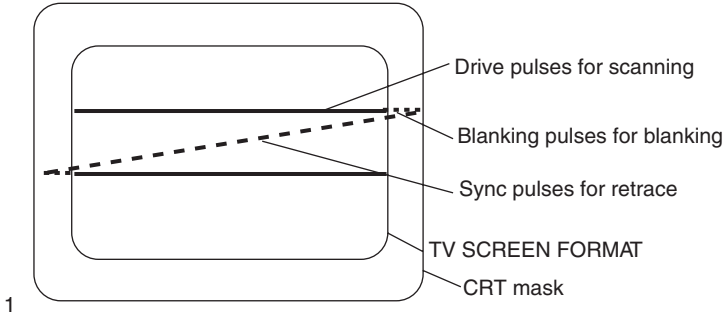 Drive pulses for scanning
Blanking pulses for blanking
Sync pulses for retrace
TV SCREEN FORMAT
CRT mask
1